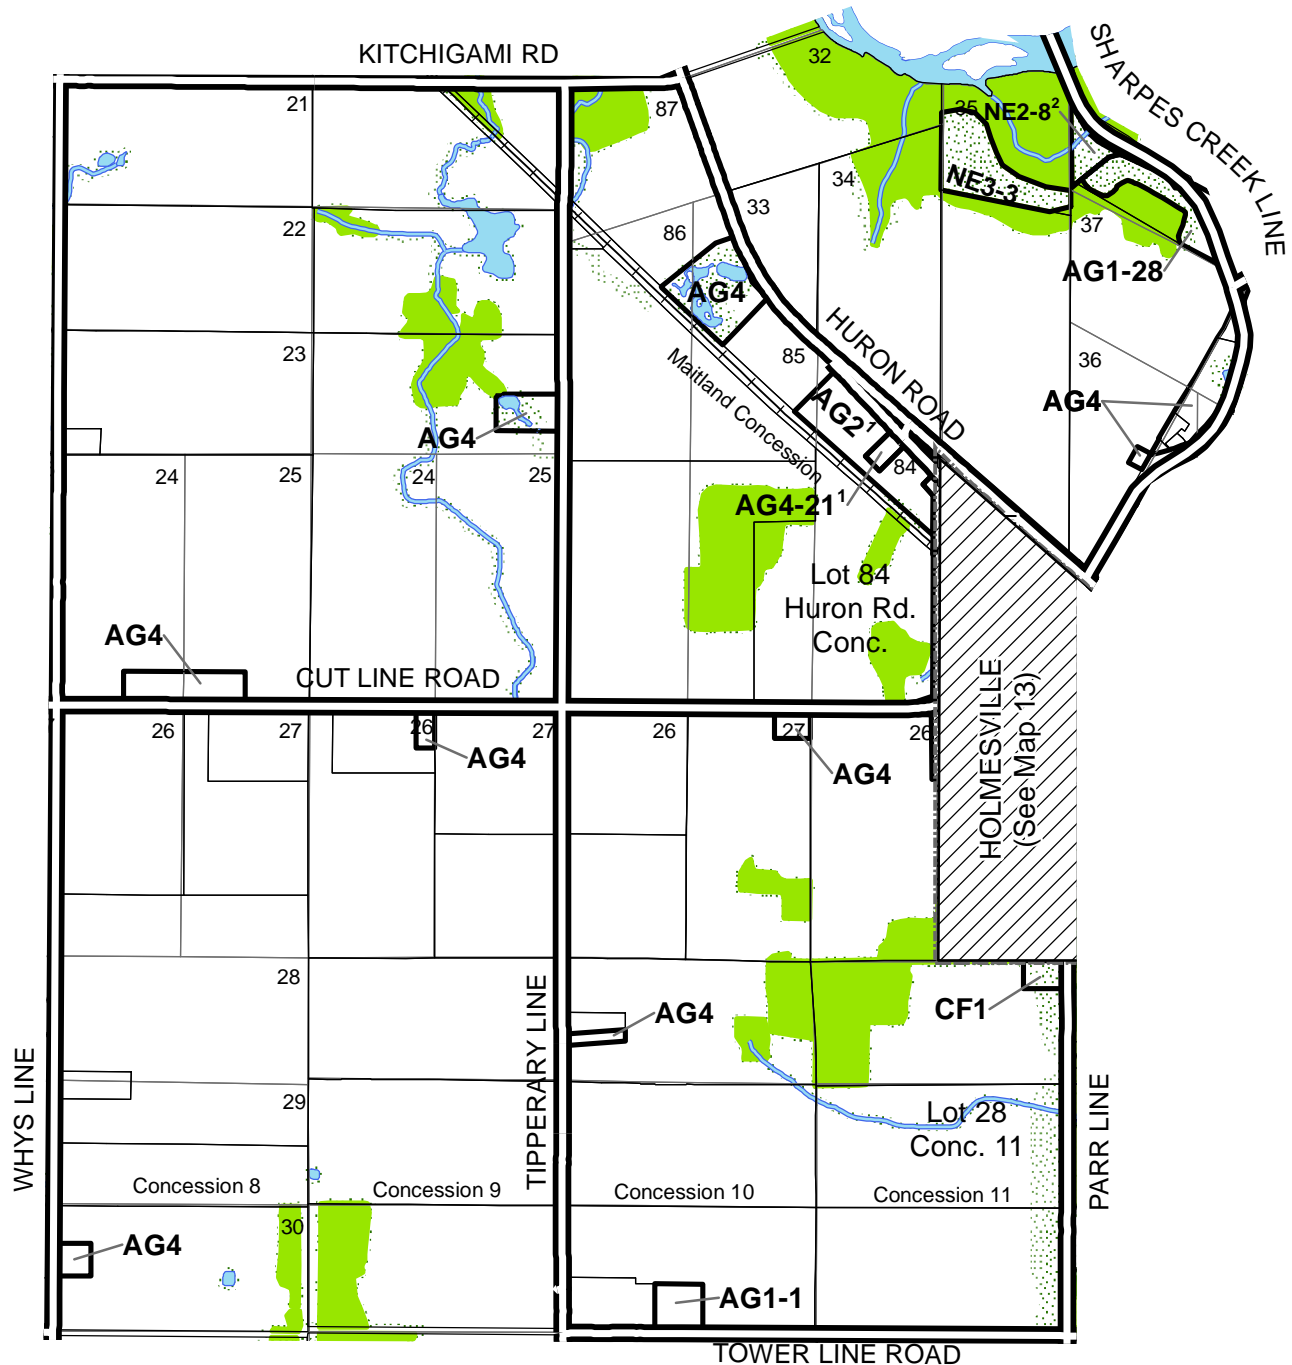 KITCHIGAMI RD
SHARPES CREEK LINE
32
21
87
35
NE2-8²
34
NE3-3
33
37
22
86
AG1-28
AG4
HURON ROAD
23
85
36
Maitland Concession
AG2¹
AG4
AG4
84
24
25
24
25
AG4-21¹
Lot 84
Huron Rd.
Conc.
AG4
CUT LINE ROAD
HOLMESVILLE
(See Map 13)
26
27
26
27
26
27
26
AG4
AG4
28
TIPPERARY LINE
AG4
CF1
WHYS LINE
PARR LINE
29
Lot 28
Conc. 11
Concession 8
Concession 9
Concession 10
Concession 11
30
AG4
AG1-1
TOWER LINE ROAD